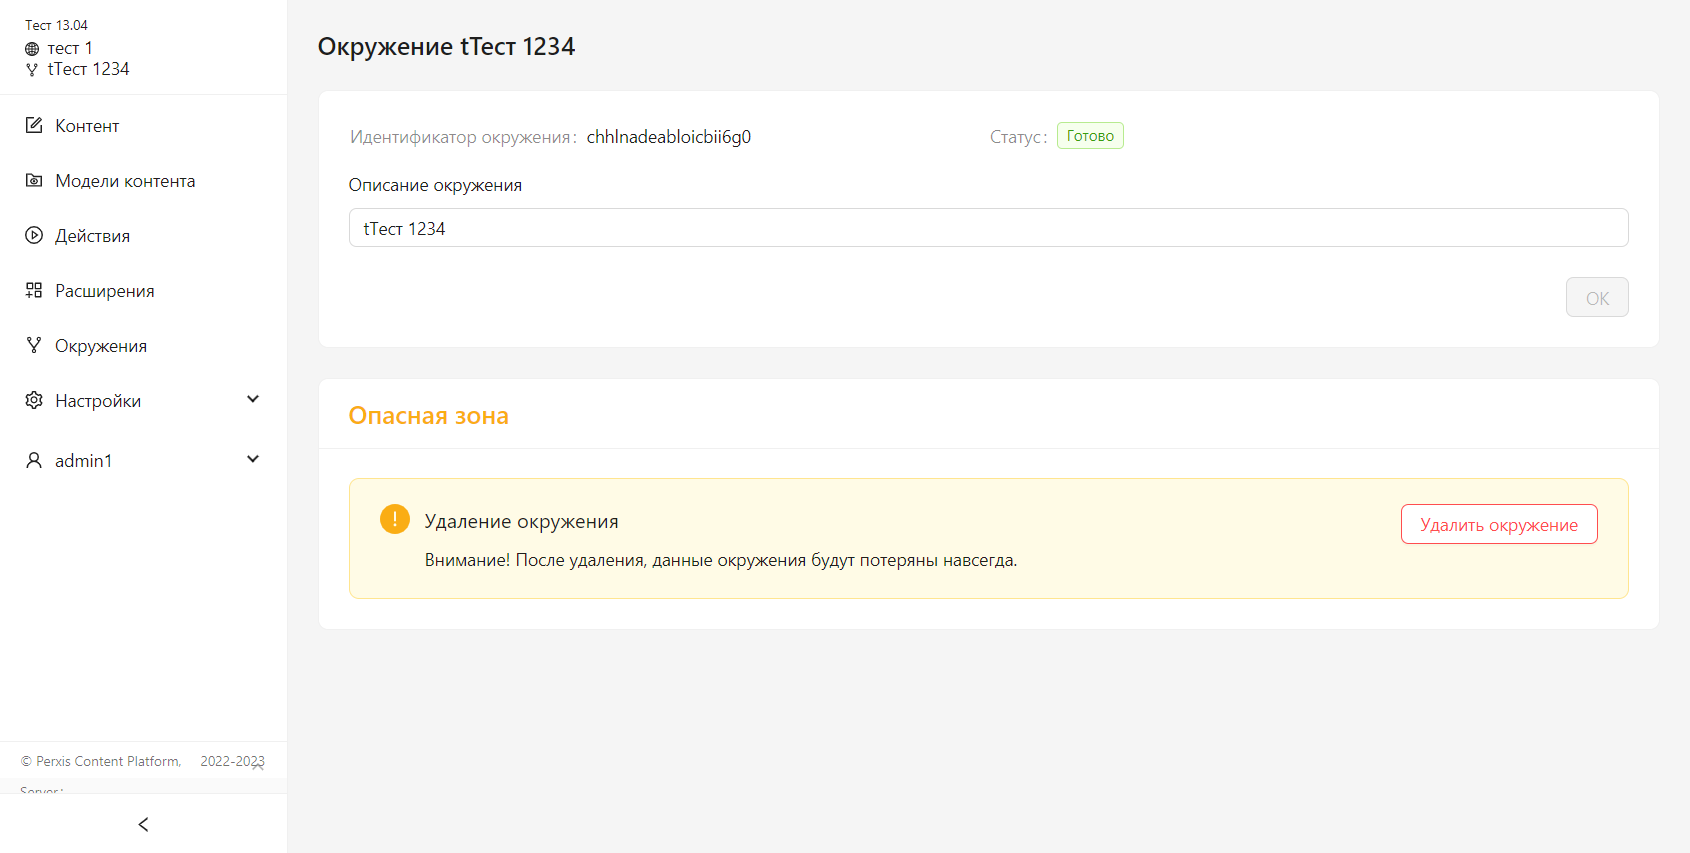 Тест 13.04
тест 1
tТест 1234
Контент
Модели контента
Действия
Расширения
Окружения
Настройки
admin1
© Perxis Content Platform, 2022-2023
Server:
Окружение tТест 1234
Идентификатор окружения: chhlnadeabloicbii6g0
Статус: Готово
Описание окружения
tТест 1234
OK
Опасная зона
Удаление окружения
Удалить окружение
Внимание! После удаления, данные окружения будут потеряны навсегда.